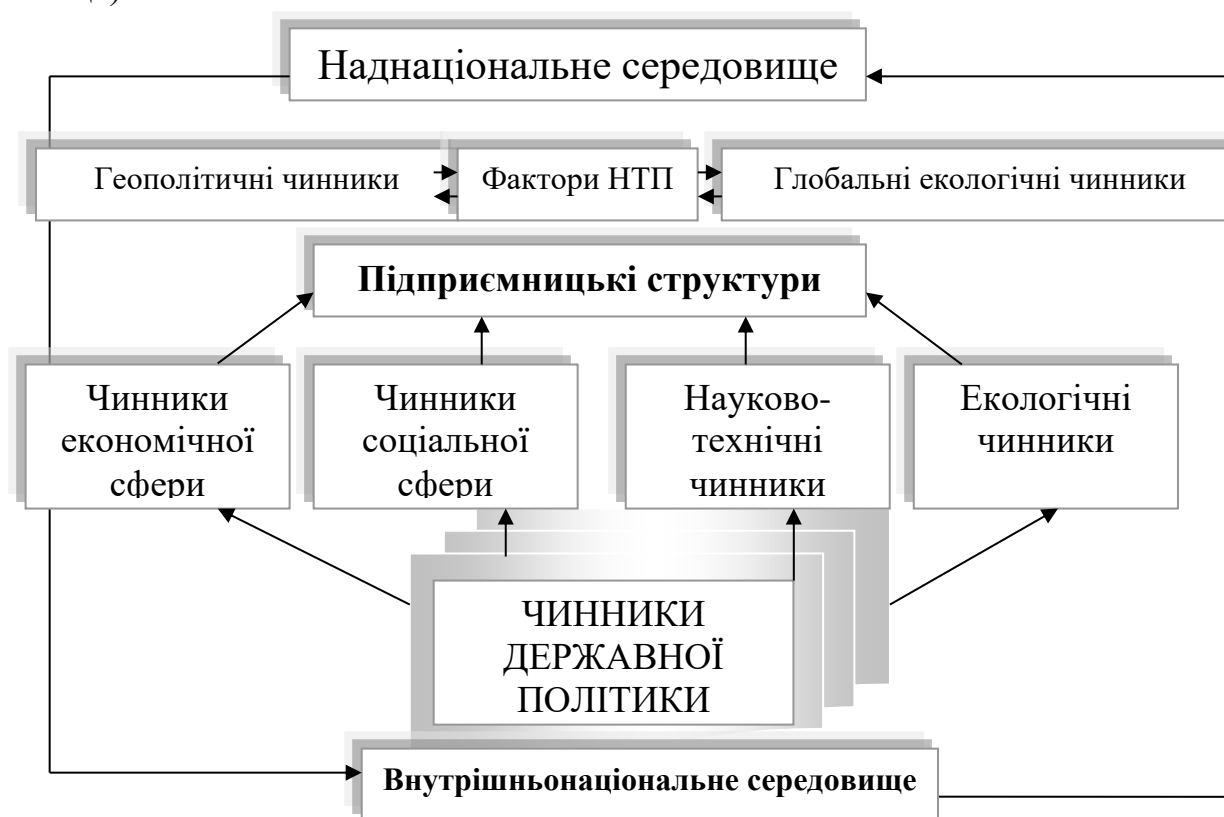 Наднаціональне середовище
Геополітичні чинники
Фактори НТП
Глобальні екологічні чинники
Підприємницькі структури
Чинники
економічної
сфери
Чинники
соціальної
сфери
Науково-
технічні
чинники
Екологічні
чинники
ЧИННИКИ
ДЕРЖАВНОЇ
ПОЛІТИКИ
Внутрішньонаціональне середовище